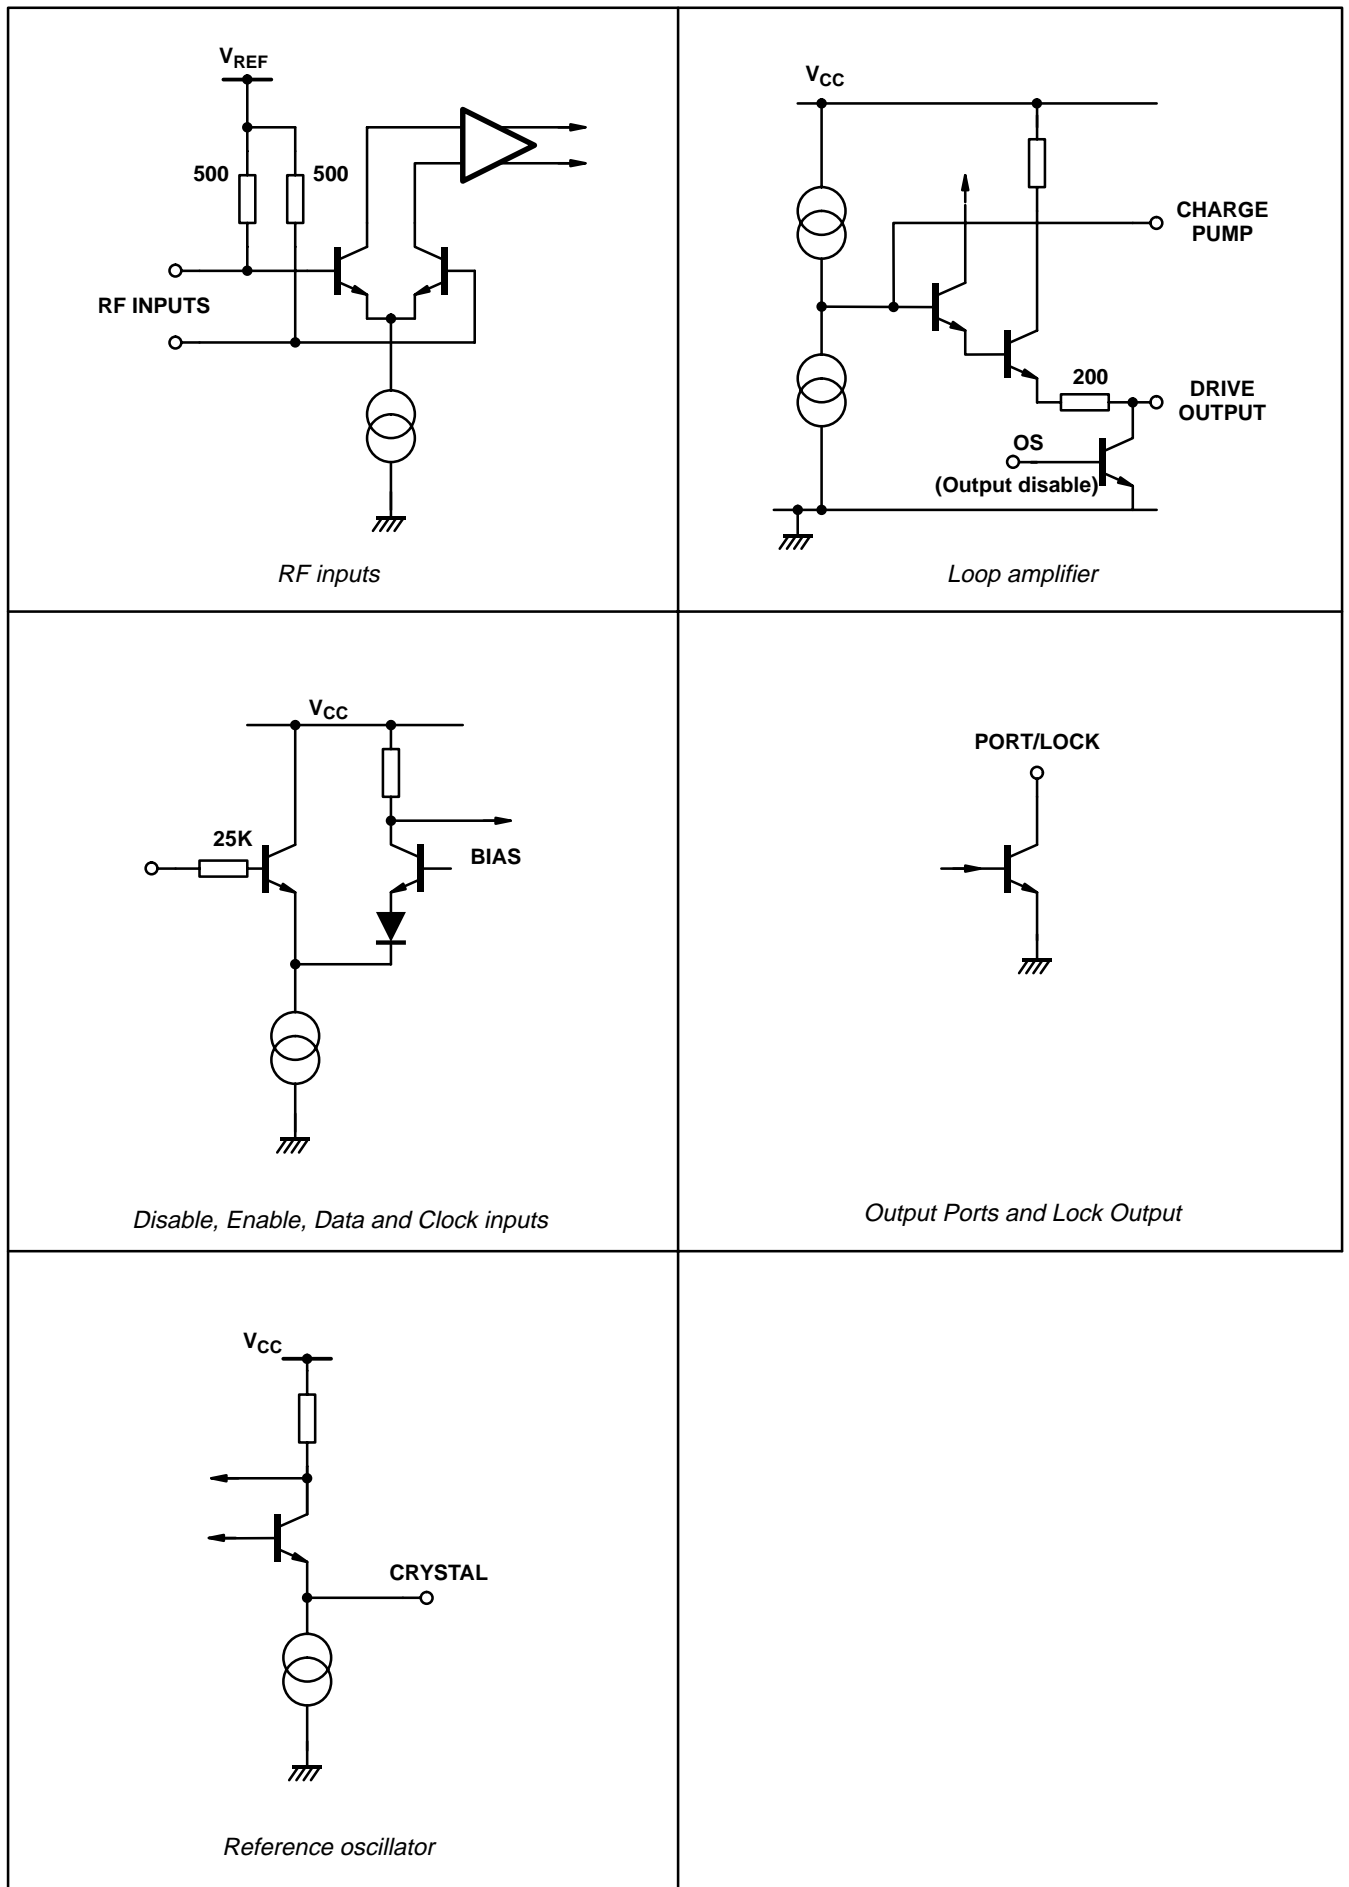 VREF
500
500
RF INPUTS
RF inputs
VCC
CHARGE
PUMP
200
DRIVE
OUTPUT
OS
(Output disable)
Loop amplifier
VCC
25K
BIAS
Disable, Enable, Data and Clock inputs
PORT/LOCK
Output Ports and Lock Output
VCC
CRYSTAL
Reference oscillator